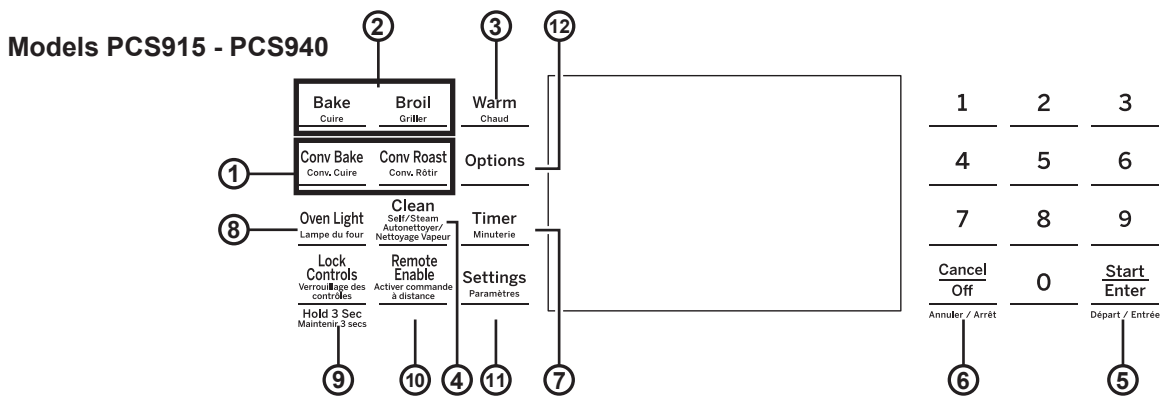 Models PCS915 - PCS940
2
3
12
Bake
Cuire
Broil
Griller
Warm
Chaud
1
2
3
1
Conv Bake
Conv. Cuire
Conv Roast
Conv. Rôtir
Options
4
5
6
8
Oven Light
Lampe du four
Clean
Self/Steam
Autonettoyer/
Nettoyage Vapeur
Timer
Minuterie
7
8
9
Lock
Controls
Verrouillage des
contrôles
Hold 3 Sec
Maintenir 3 secs
Remote
Enable
Activer commande
à distance
Settings
Paramètres
Cancel
Off
Annuler / Arrêt
0
Start
Enter
Départ / Entrée
9
10
4
11
7
6
5